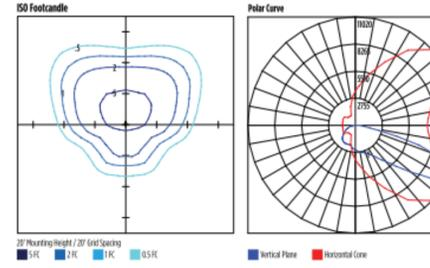 ISO Footcandle
Polar Curve
.5
2
1
5
11020
8265
5510
2755
20' Mounting Height / 20' Grid Spacing
5 FC
2 FC
1 FC
0.5 FC
Vertical Plane
Horizontal Cone